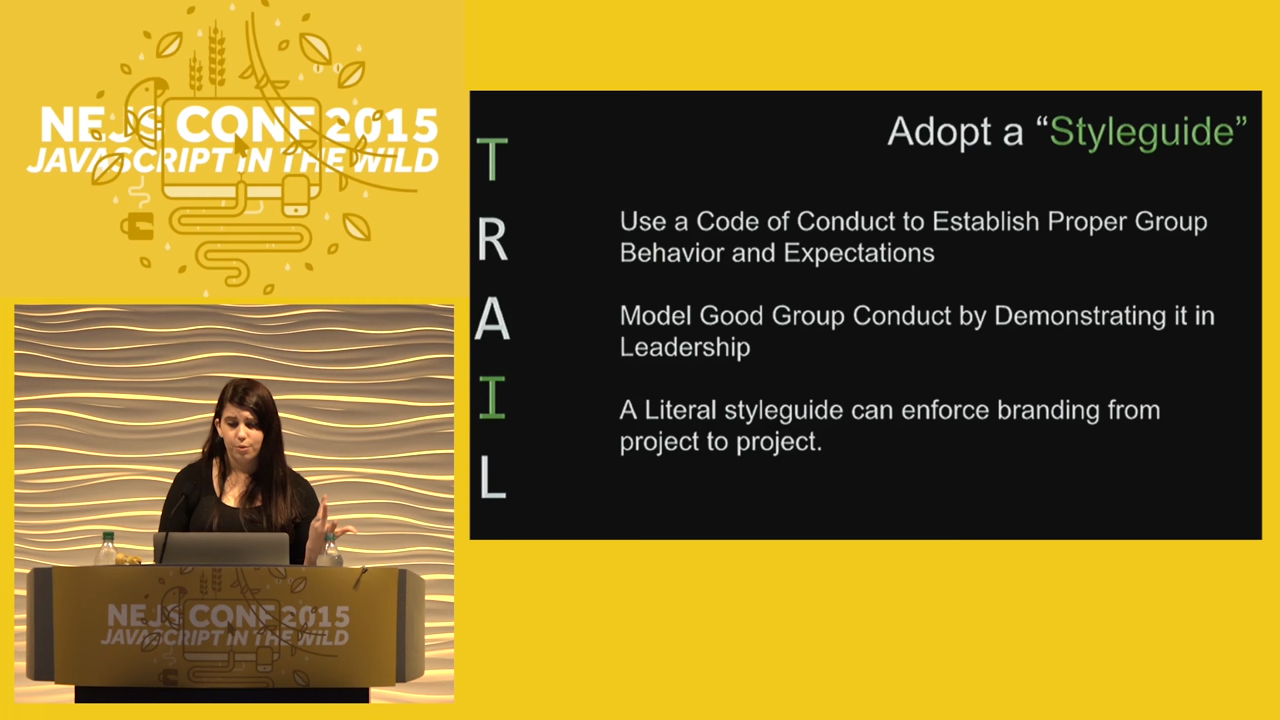 NEJS CONF 2015
JAVASCRIPT IN THE WILD
Adopt a “Styleguide”
T
R
A
I
L
Use a Code of Conduct to Establish Proper Group
Behavior and Expectations
Model Good Group Conduct by Demonstrating it in
Leadership
A Literal styleguide can enforce branding from
project to project.
NEJS CONF 2015
JAVASCRIPT IN THE WILD